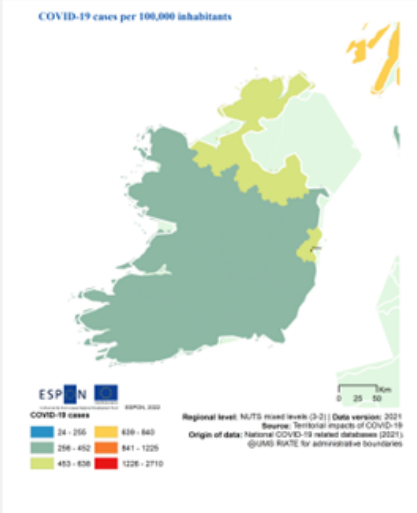 COVID-19 cases per 100,000 inhabitants
ESPON
ESPON, 2022
COVID-19 cases
24 - 255
256 - 452
453 - 638
639 - 840
841 - 1225
1226 - 2710
Km
0 25 50
Regional level: NUTS mixed levels (3-2) | Data version: 2021
Source: Territorial impacts of COVID-19
Origin of data: National COVID-19 related databases (2021)
@UMS RIATE for administrative boundaries